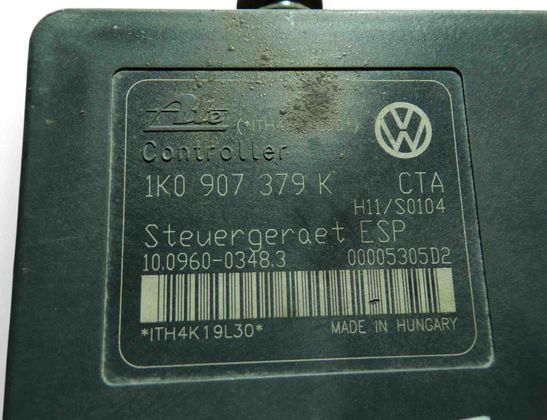 Ate
Controller
1K0 907 379 K CTA
H11/S0104
Steuergeraet ESP
10.0960-0348.3 00005305D2
*ITH4K19L30*
MADE IN HUNGARY